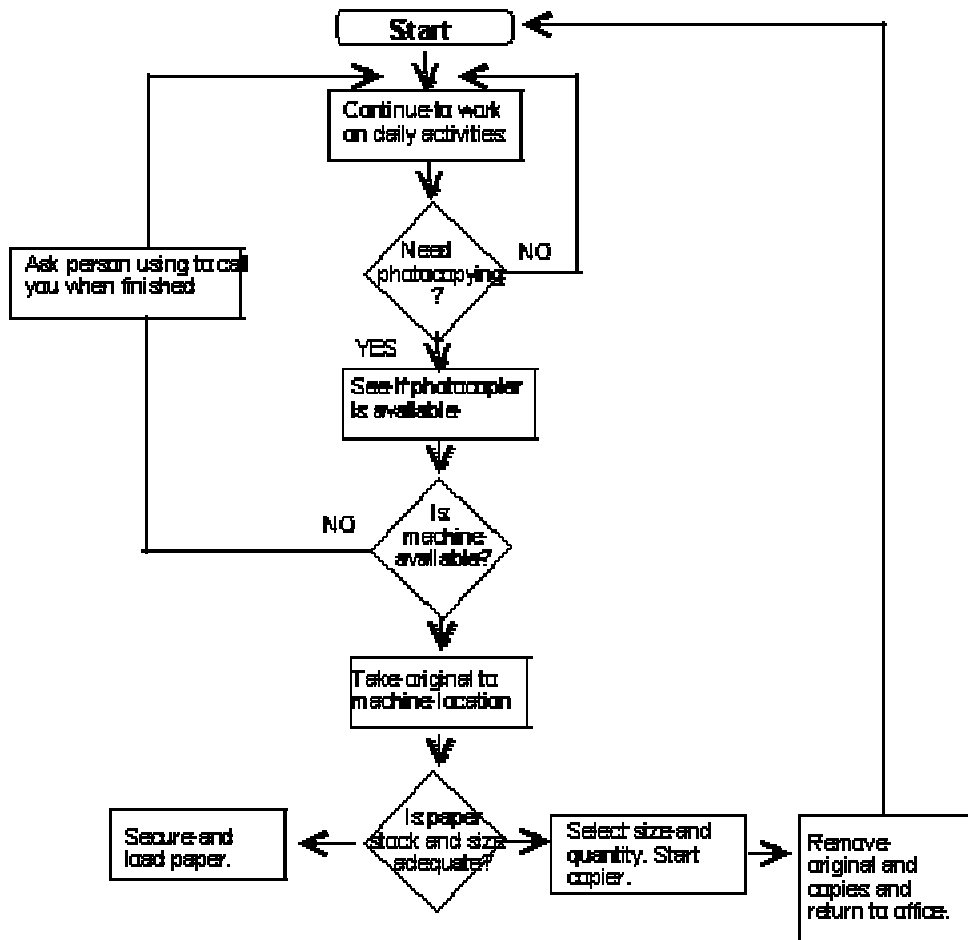 Start
Continue to work
on daily activities
Need
photocopying
?
NO
Ask person using to call
you when finished
YES
See if photocopier
is available
NO
Is
machine
available?
Take original to
machine location
Is paper
stock and size
adequate?
Secure and
load paper.
Select size and
quantity. Start
copier.
Remove
original and
copies and
return to office.